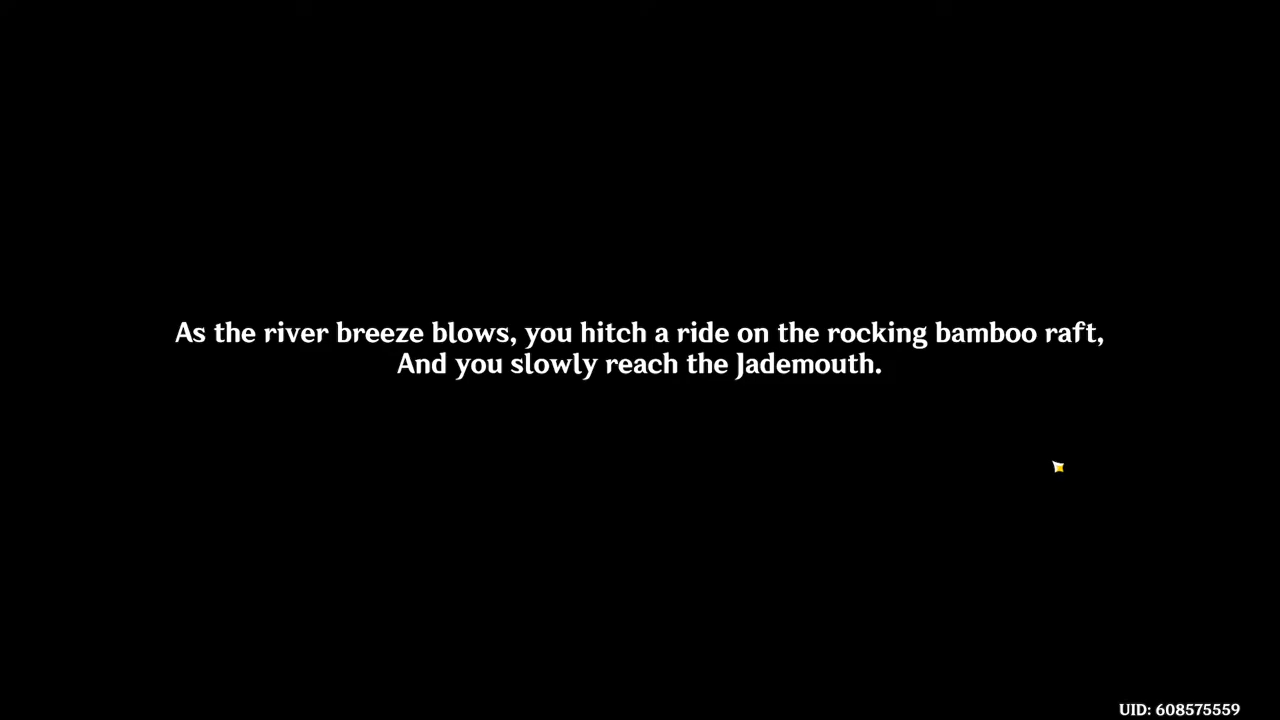 As the river breeze blows, you hitch a ride on the rocking bamboo raft,
And you slowly reach the Jademouth.
UID: 608575559